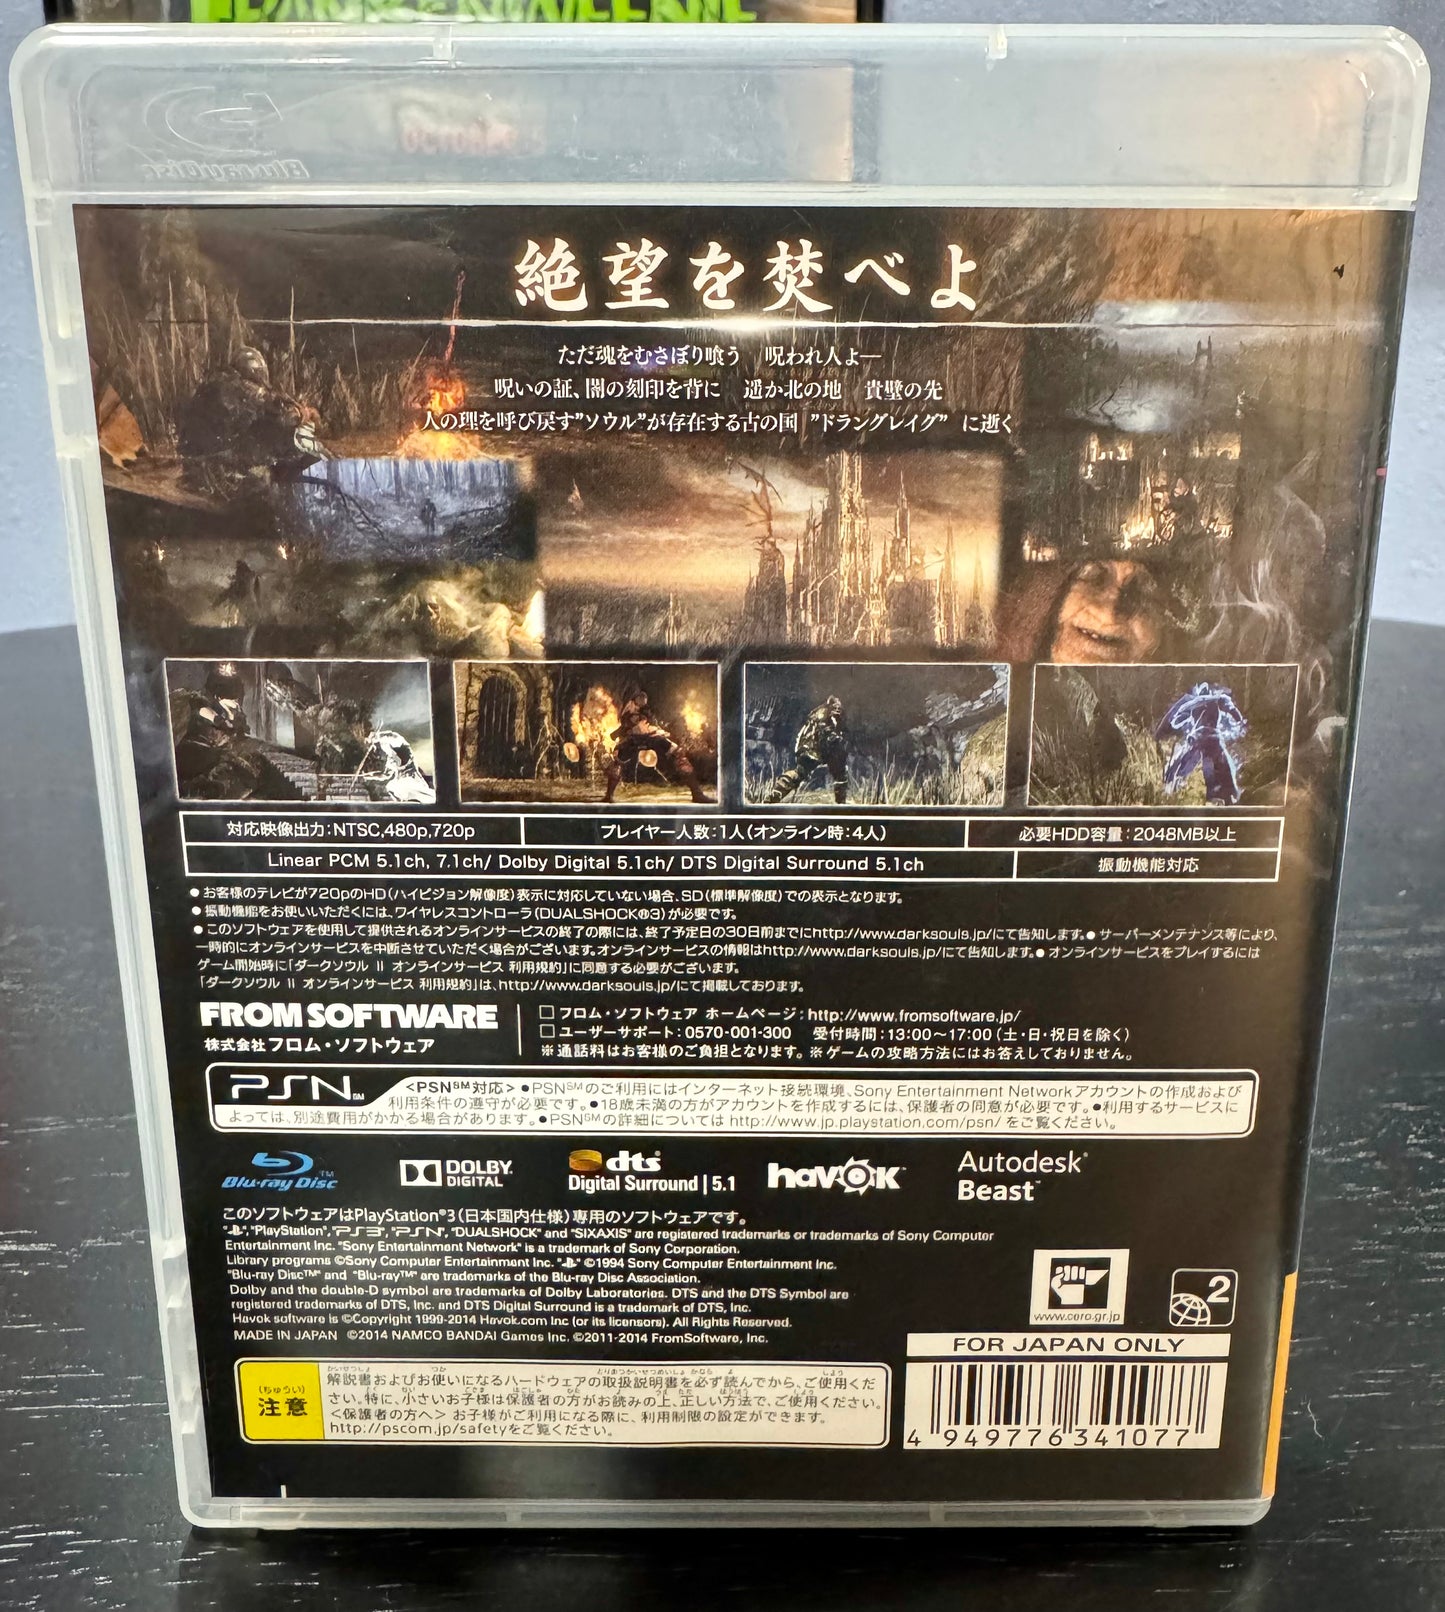 絶望を焚べよ
ただ魂をむさぼり喰う 呪われ人よ―
呪いの証、闇の刻印を背に 遥か北の地 貴壁の先
人の理を呼び戻す"ソウル"が存在する古の国 "ドラングレイグ" に逝く
対応映像出力:NTSC,480p,720p
プレイヤー人数:1人(オンライン時:4人)
必要HDD容量:2048MB以上
Linear PCM 5.1ch, 7.1ch/ Dolby Digital 5.1ch/ DTS Digital Surround 5.1ch
振動機能対応
●お客様のテレビが720pのHD(ハイビジョン解像度)表示に対応していない場合、SD(標準解像度)での表示となります。
●振動機能をお使いいただくには、ワイヤレスコントローラ(DUALSHOCK®3)が必要です。
●このソフトウェアを使用して提供されるオンラインサービスの終了の際には、終了予定日の30日前までにhttp://www.darksouls.jp/にて告知します。●サーバーメンテナンス等により、
一時的にオンラインサービスを中断させていただく場合がございます。オンラインサービスの情報はhttp://www.darksouls.jp/にて告知します。●オンラインサービスをプレイするには
ゲーム開始時に「ダークソウル II オンラインサービス 利用規約」に同意する必要がございます。
「ダークソウル II オンラインサービス 利用規約」は、http://www.darksouls.jp/にて掲載しております。
FROM SOFTWARE
株式会社フロム・ソフトウェア
□フロム・ソフトウェア ホームページ:http://www.fromsoftware.jp/
□ユーザーサポート:0570-001-300 受付時間:13:00~17:00(土・日・祝日を除く)
※通話料はお客様のご負担となります。※ゲームの攻略方法にはお答えしておりません。
PSN℠
<PSN℠対応>●PSN℠のご利用にはインターネット接続環境、Sony Entertainment Networkアカウントの作成および
利用条件の遵守が必要です。●18歳未満の方がアカウントを作成するには、保護者の同意が必要です。●利用するサービスに
よっては、別途費用がかかる場合があります。●PSN℠の詳細については http://www.jp.playstation.com/psn/ をご覧ください。
Blu-ray Disc™
DOLBY DIGITAL
dts Digital Surround | 5.1
havok™
Autodesk® Beast™
このソフトウェアはPlayStation®3(日本国内仕様)専用のソフトウェアです。
"PlayStation", "PS3", "PSN", "DUALSHOCK" and "SIXAXIS" are registered trademarks or trademarks of Sony Computer
Entertainment Inc. "Sony Entertainment Network" is a trademark of Sony Corporation.
Library programs ©Sony Computer Entertainment Inc. ©1994 Sony Computer Entertainment Inc.
"Blu-ray Disc™" and "Blu-ray™" are trademarks of the Blu-ray Disc Association.
Dolby and the double-D symbol are trademarks of Dolby Laboratories. DTS and the DTS Symbol are
registered trademarks of DTS, Inc. and DTS Digital Surround is a trademark of DTS, Inc.
Havok software is ©Copyright 1999-2014 Havok.com Inc (or its licensors). All Rights Reserved.
MADE IN JAPAN ©2014 NAMCO BANDAI Games Inc. ©2011-2014 FromSoftware, Inc.
www.cero.gr.jp
2
FOR JAPAN ONLY
(ちゅうい)
注意
解説書およびお使いになるハードウェアの取扱説明書を必ず読んでから、ご使用くだ
さい。特に、小さいお子様は保護者の方がお読みの上、正しい方法で、ご使用ください。
<保護者の方へ> お子様がご利用になる際に、利用制限の設定ができます。
http://pscom.jp/safetyをご覧ください。
4 949776 341077